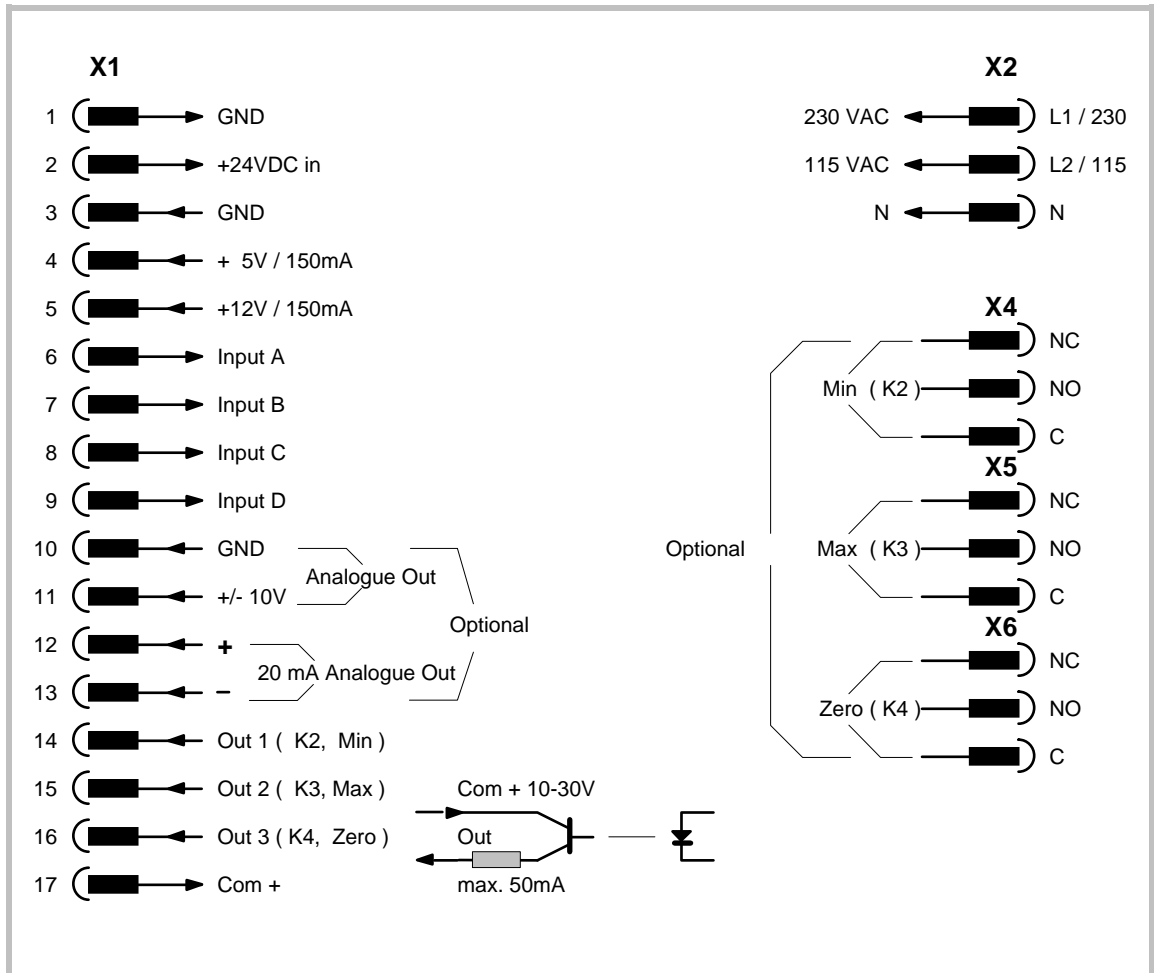 X1
1 GND
2 +24VDC in
3 GND
4 + 5V / 150mA
5 +12V / 150mA
6 Input A
7 Input B
8 Input C
9 Input D
10 GND
11 +/- 10V
Analogue Out
12 +
13 –
20 mA Analogue Out
Optional
14 Out 1 ( K2, Min )
15 Out 2 ( K3, Max )
16 Out 3 ( K4, Zero )
17 Com +
Com + 10-30V
Out
max. 50mA
X2
230 VAC L1 / 230
115 VAC L2 / 115
N N
Optional
X4
NC
Min ( K2 ) NO
C
X5
NC
Max ( K3 ) NO
C
X6
NC
Zero ( K4 ) NO
C